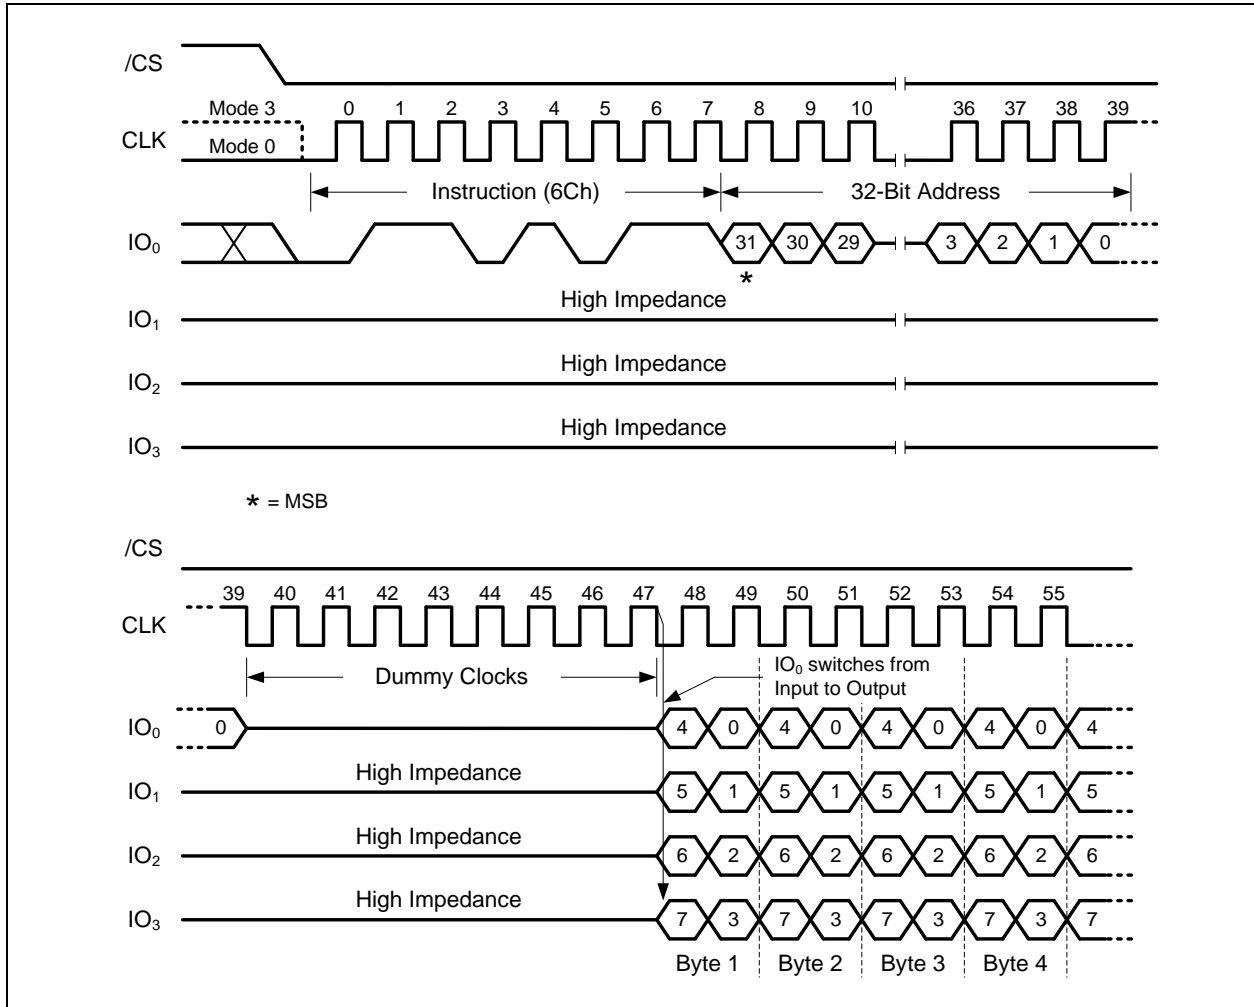 /CS
Mode 3 0 1 2 3 4 5 6 7 8 9 10 36 37 38 39
CLK
Mode 0
Instruction (6Ch) 32-Bit Address
IO₀ 31 30 29 3 2 1 0
*
High Impedance
IO₁
High Impedance
IO₂
High Impedance
IO₃
* = MSB
/CS
39 40 41 42 43 44 45 46 47 48 49 50 51 52 53 54 55
CLK
Dummy Clocks
IO₀ switches from
Input to Output
IO₀ 0 4 0 4 0 4 0 4 0 4
High Impedance
IO₁ 5 1 5 1 5 1 5 1 5
High Impedance
IO₂ 6 2 6 2 6 2 6 2 6
High Impedance
IO₃ 7 3 7 3 7 3 7 3 7
Byte 1 Byte 2 Byte 3 Byte 4